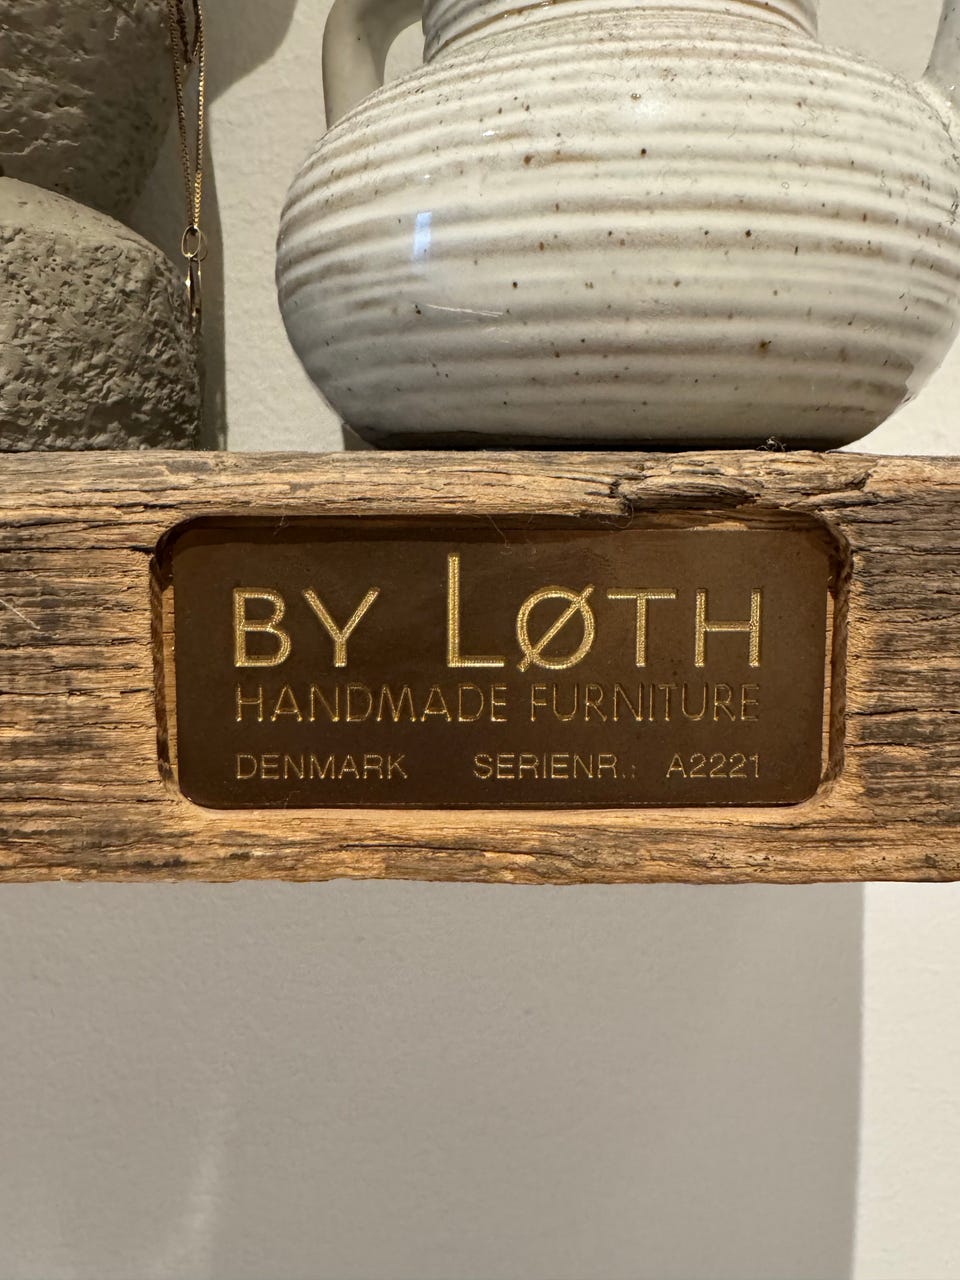 BY LØTH
HANDMADE FURNITURE
DENMARK SERIENR.: A2221